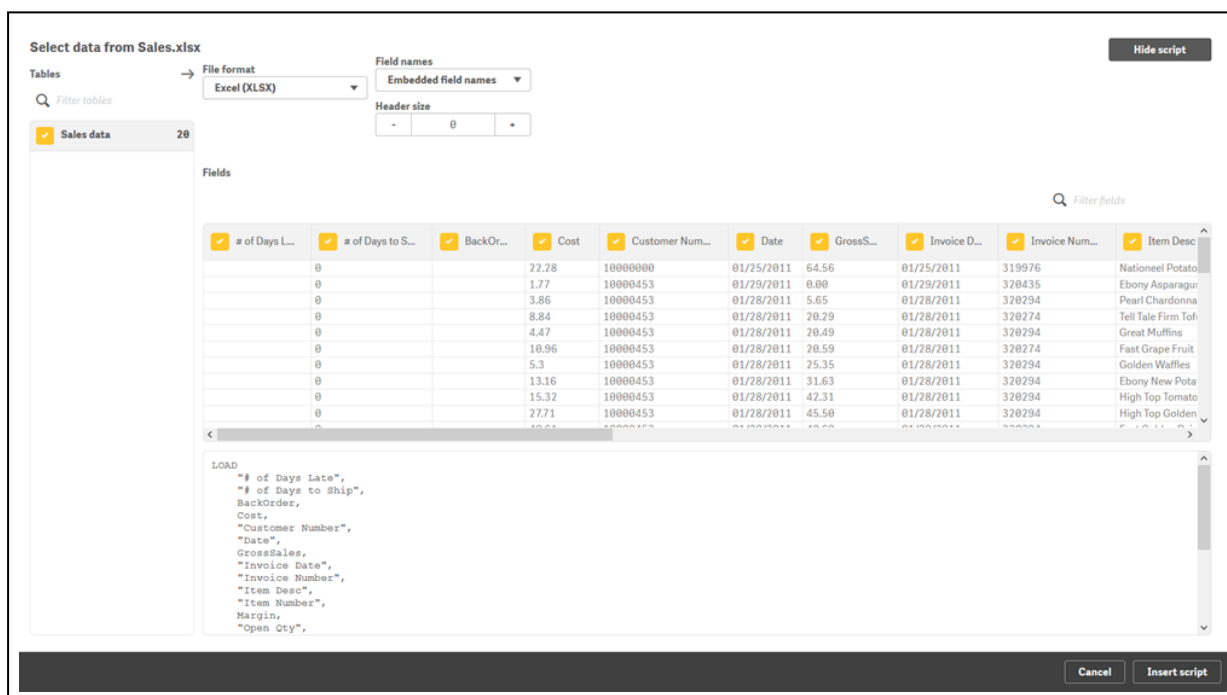 Select data from Sales.xlsx
Hide script
Tables
File format
Field names
Excel (XLSX)
Embedded field names
Filter tables
Header size
- 0 +
Sales data 20
Fields
Filter fields
# of Days L... # of Days to S... BackOr... Cost Customer Num... Date GrossS... Invoice D... Invoice Num... Item Desc
0 22.28 10000000 01/25/2011 64.56 01/25/2011 319976 Nationeel Potato
0 1.77 10000453 01/29/2011 0.00 01/29/2011 320435 Ebony Asparagus
0 3.86 10000453 01/28/2011 5.65 01/28/2011 320294 Pearl Chardonna
0 8.84 10000453 01/28/2011 20.29 01/28/2011 320274 Tell Tale Firm Tof
0 4.47 10000453 01/28/2011 20.49 01/28/2011 320294 Great Muffins
0 10.96 10000453 01/28/2011 20.59 01/28/2011 320274 Fast Grape Fruit
0 5.3 10000453 01/28/2011 25.35 01/28/2011 320294 Golden Waffles
0 13.16 10000453 01/28/2011 31.63 01/28/2011 320294 Ebony New Pota
0 15.32 10000453 01/28/2011 42.31 01/28/2011 320294 High Top Tomato
0 27.71 10000453 01/28/2011 45.50 01/28/2011 320294 High Top Golden
LOAD
"# of Days Late",
"# of Days to Ship",
BackOrder,
Cost,
"Customer Number",
"Date",
GrossSales,
"Invoice Date",
"Invoice Number",
"Item Desc",
"Item Number",
Margin,
"Open Qty",
Cancel
Insert script